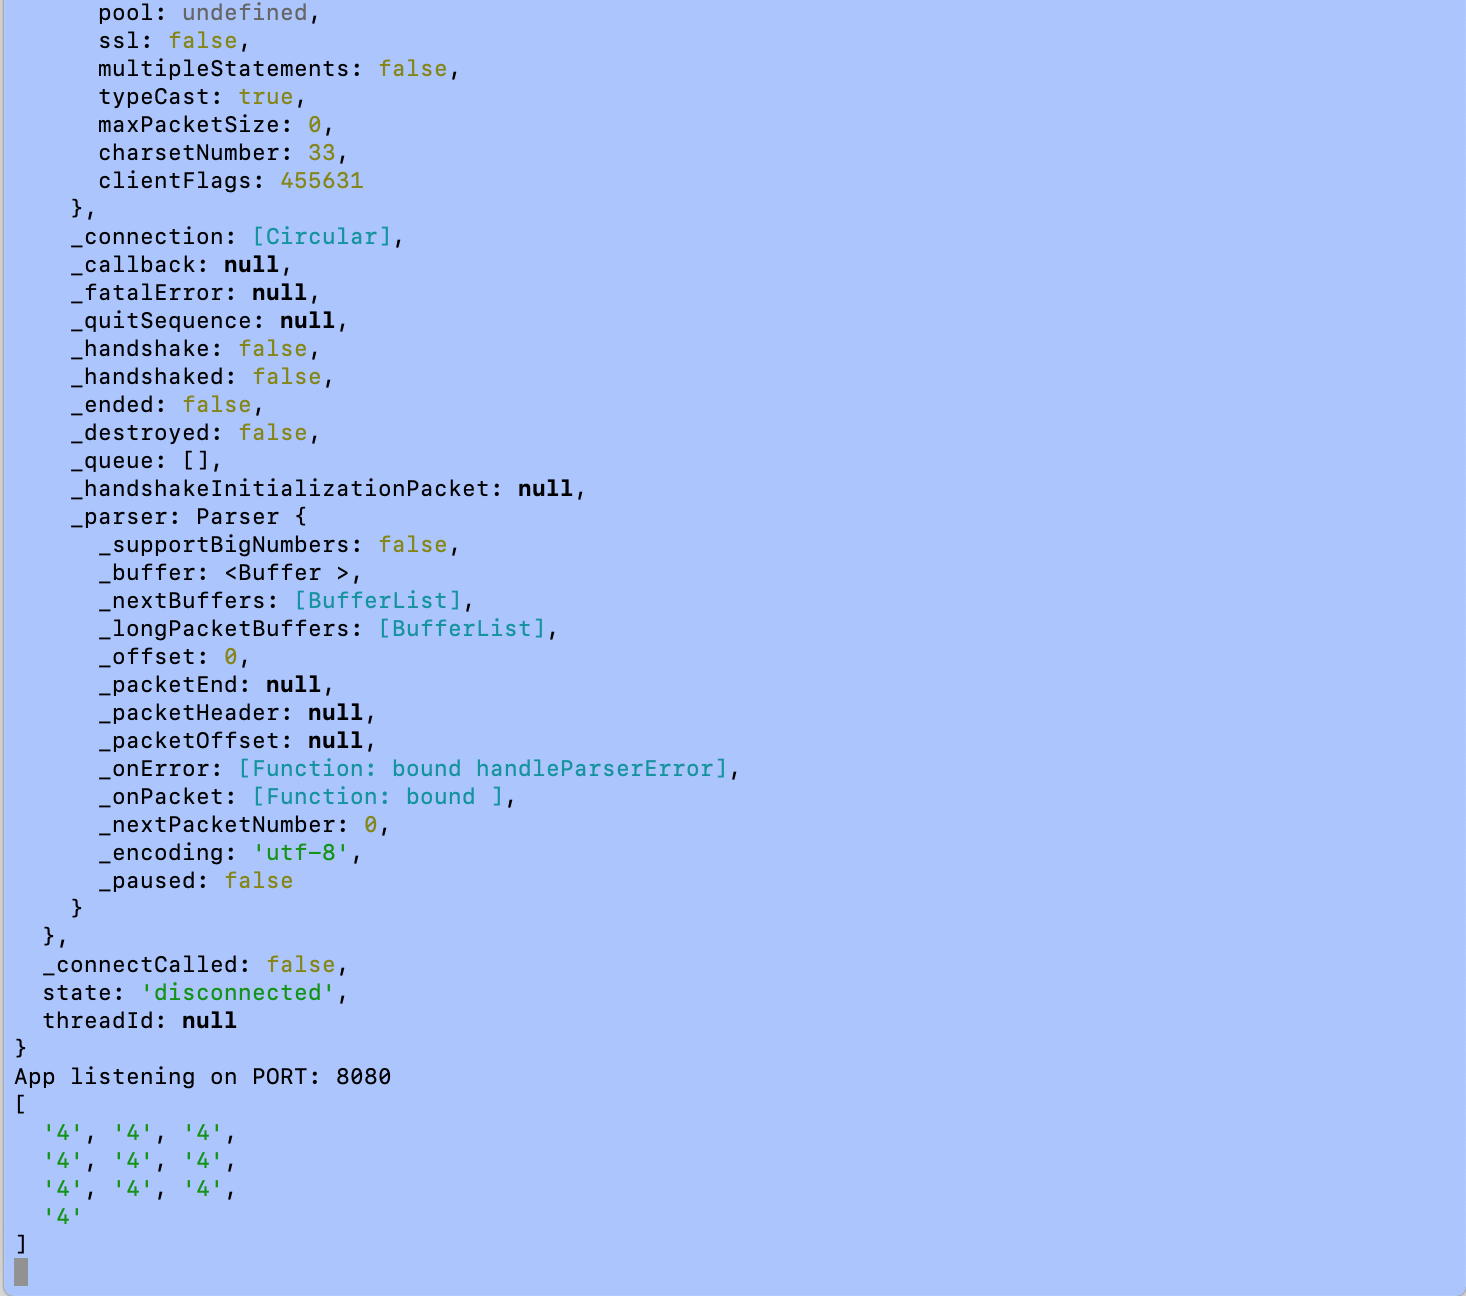 pool: undefined,
ssl: false,
multipleStatements: false,
typeCast: true,
maxPacketSize: 0,
charsetNumber: 33,
clientFlags: 455631
},
_connection: [Circular],
_callback: null,
_fatalError: null,
_quitSequence: null,
_handshake: false,
_handshaked: false,
_ended: false,
_destroyed: false,
_queue: [],
_handshakeInitializationPacket: null,
_parser: Parser {
_supportBigNumbers: false,
_buffer: <Buffer >,
_nextBuffers: [BufferList],
_longPacketBuffers: [BufferList],
_offset: 0,
_packetEnd: null,
_packetHeader: null,
_packetOffset: null,
_onError: [Function: bound handleParserError],
_onPacket: [Function: bound ],
_nextPacketNumber: 0,
_encoding: 'utf-8',
_paused: false
}
},
_connectCalled: false,
state: 'disconnected',
threadId: null
}
App listening on PORT: 8080
[
'4', '4', '4',
'4', '4', '4',
'4', '4', '4',
'4'
]